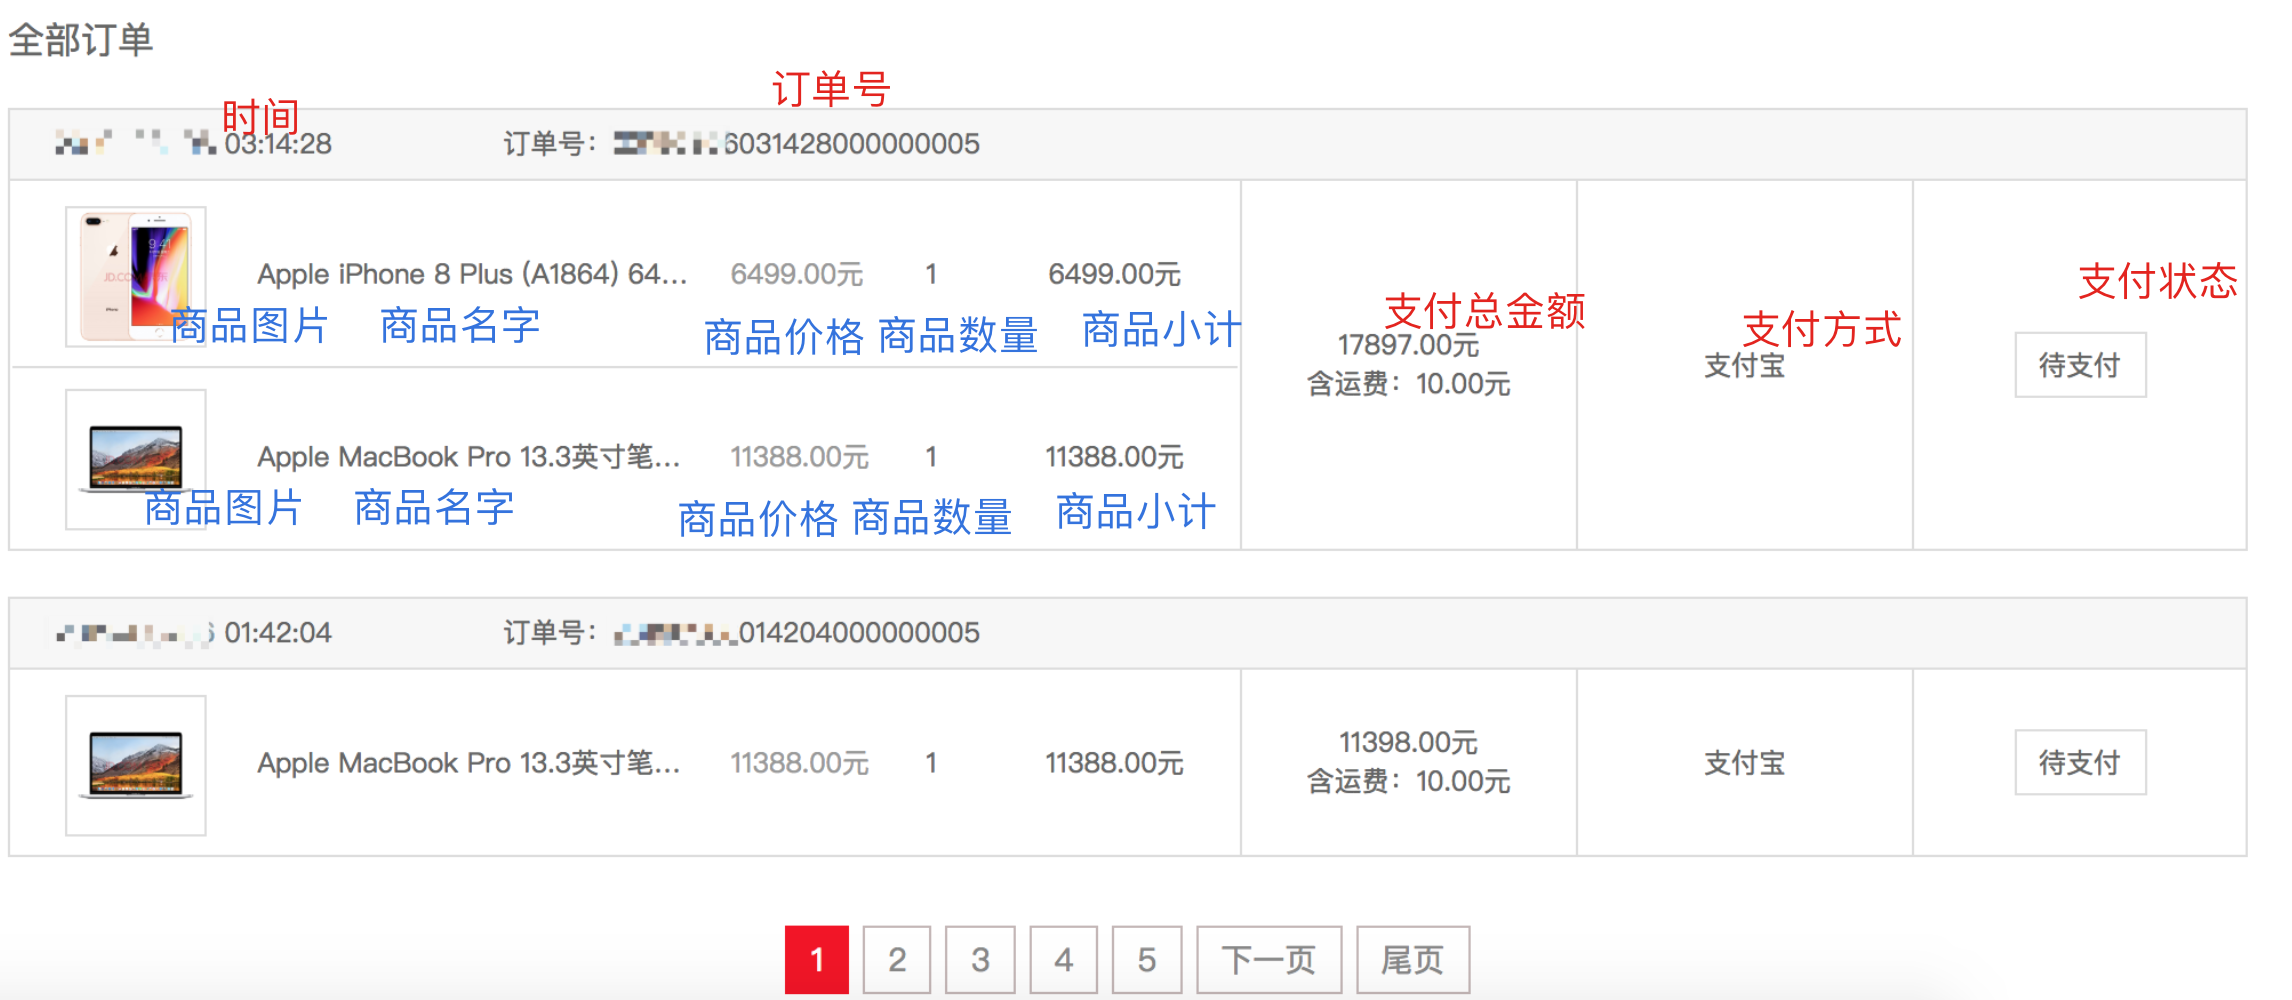 全部订单
订单号
时间
03:14:28 订单号： 6031428000000005
9:41
JD.CO
iPhone
Apple iPhone 8 Plus (A1864) 64... 6499.00元 1 6499.00元
商品图片 商品名字 商品价格 商品数量 商品小计
支付总金额 支付方式 支付状态
17897.00元
含运费：10.00元
支付宝
待支付
Apple MacBook Pro 13.3英寸笔... 11388.00元 1 11388.00元
商品图片 商品名字 商品价格 商品数量 商品小计
01:42:04 订单号： 014204000000005
Apple MacBook Pro 13.3英寸笔... 11388.00元 1 11388.00元
11398.00元
含运费：10.00元
支付宝
待支付
1 2 3 4 5 下一页 尾页